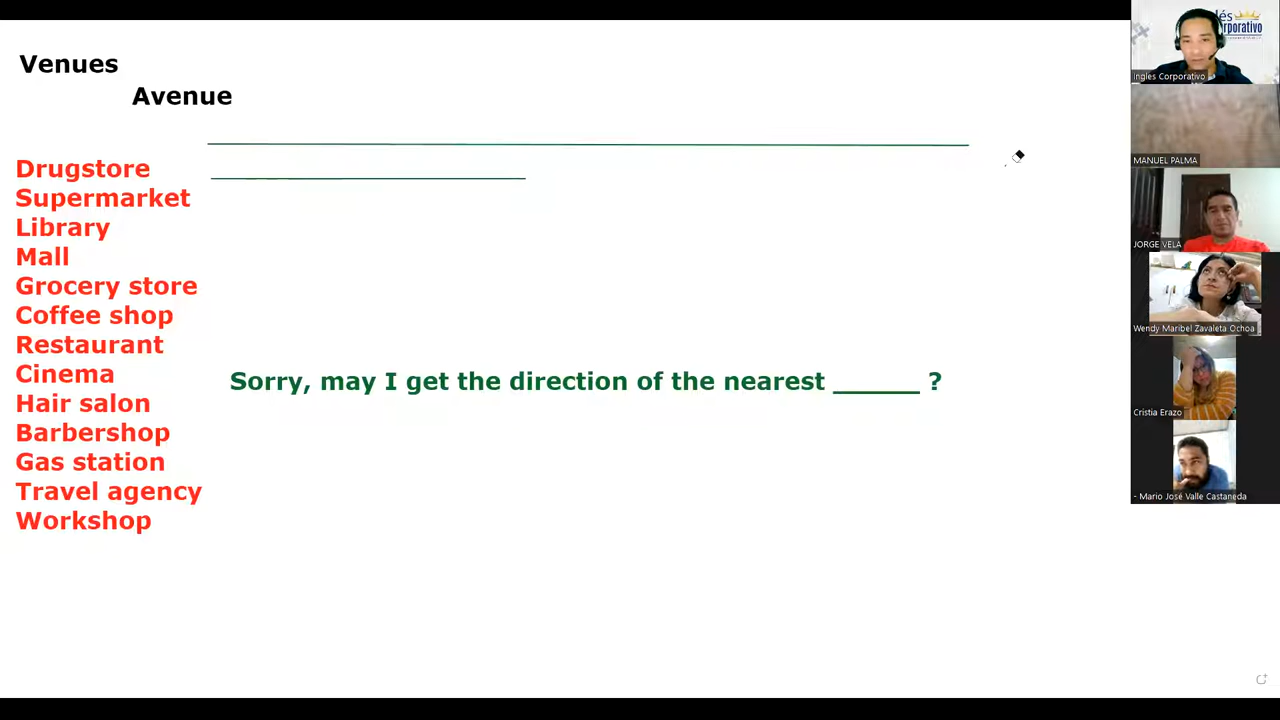 Venues
Avenue
Drugstore
Supermarket
Library
Mall
Grocery store
Coffee shop
Restaurant
Cinema
Hair salon
Barbershop
Gas station
Travel agency
Workshop
Sorry, may I get the direction of the nearest _____ ?
Ingles Corporativo
MANUEL PALMA
JORGE VELA
Wendy Maribel Zavaleta Ochoa
Cristia Erazo
- Mario José Valle Castaneda